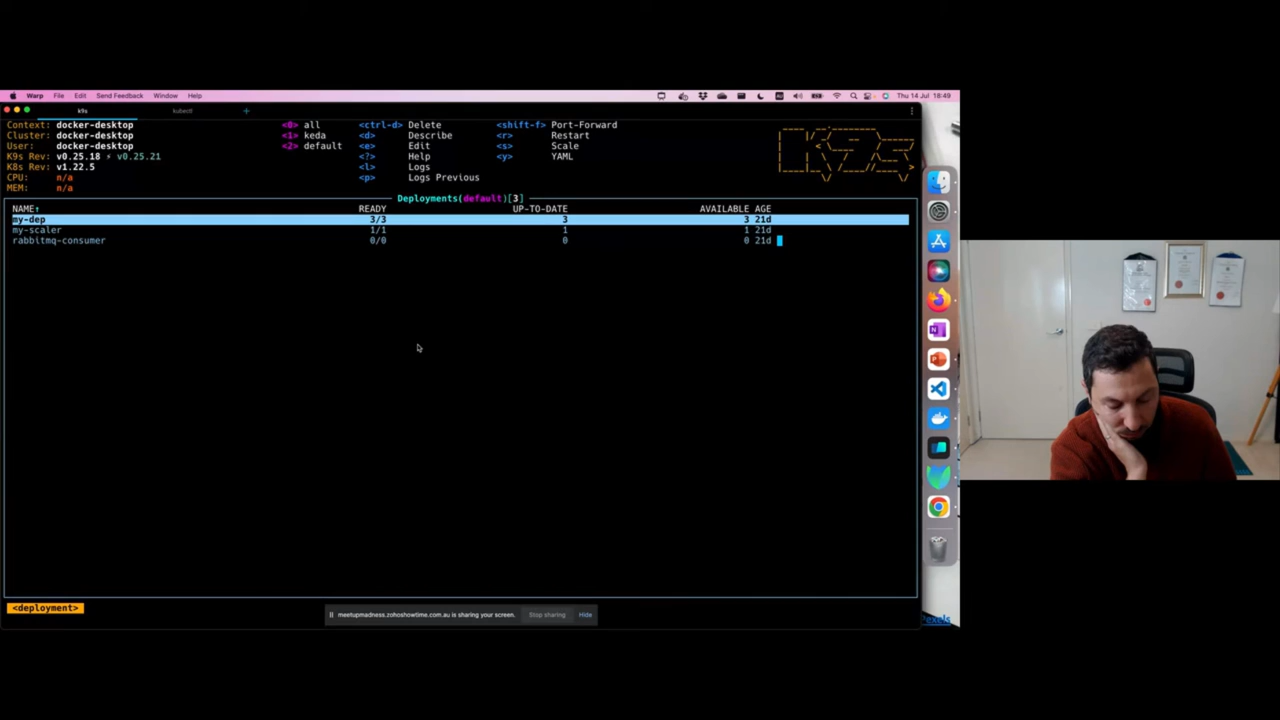 Warp File Edit Send Feedback Window Help Thu 14 Jul 18:49
k9s kubectl +
Context: docker-desktop <0> all <ctrl-d> Delete <shift-f> Port-Forward
Cluster: docker-desktop <1> keda <d> Describe <r> Restart
User: docker-desktop <2> default <e> Edit <s> Scale
K9s Rev: v0.25.18 ⚡ v0.25.21 <?> Help <y> YAML
K8s Rev: v1.22.5 <l> Logs
CPU: n/a <p> Logs Previous
MEM: n/a
K9s
Deployments(default)[3]
NAME↑ READY UP-TO-DATE AVAILABLE AGE
my-dep 3/3 3 3 21d
my-scaler 1/1 1 1 21d
rabbitmq-consumer 0/0 0 0 21d
<deployment>
meetupmadness.zohoshowtime.com.au is sharing your screen. Stop sharing Hide